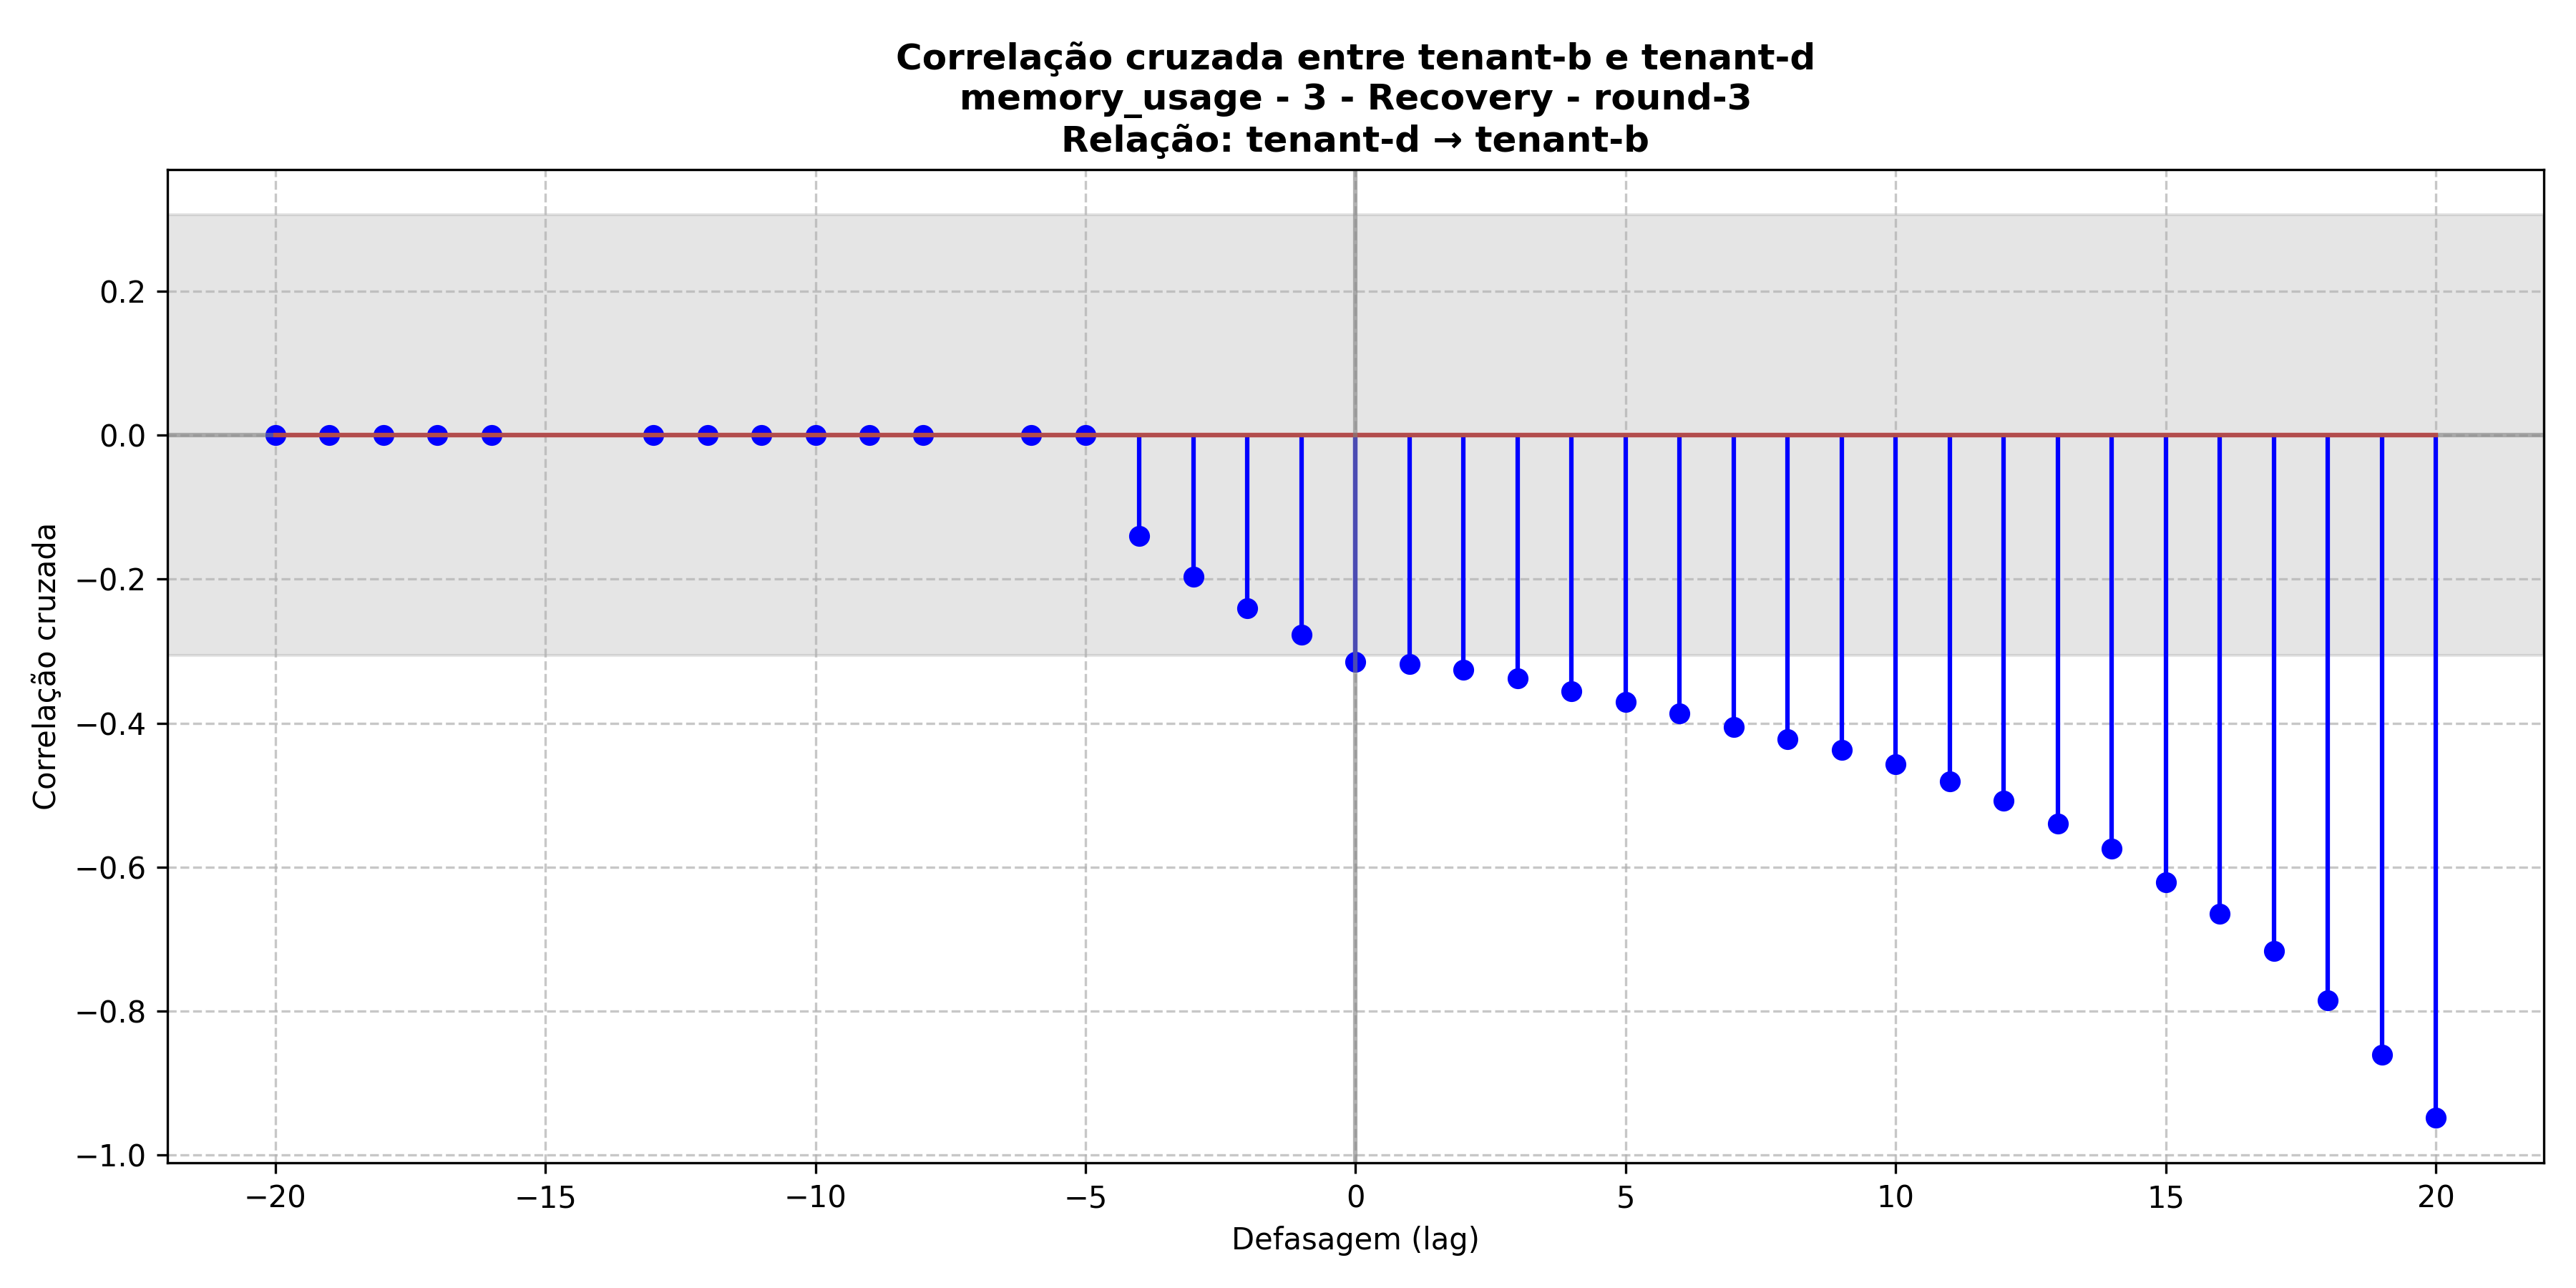 Correlação cruzada entre tenant-b e tenant-d
memory_usage - 3 - Recovery - round-3
Relação: tenant-d → tenant-b
Correlação cruzada
0.2
0.0
−0.2
−0.4
−0.6
−0.8
−1.0
−20 −15 −10 −5 0 5 10 15 20
Defasagem (lag)